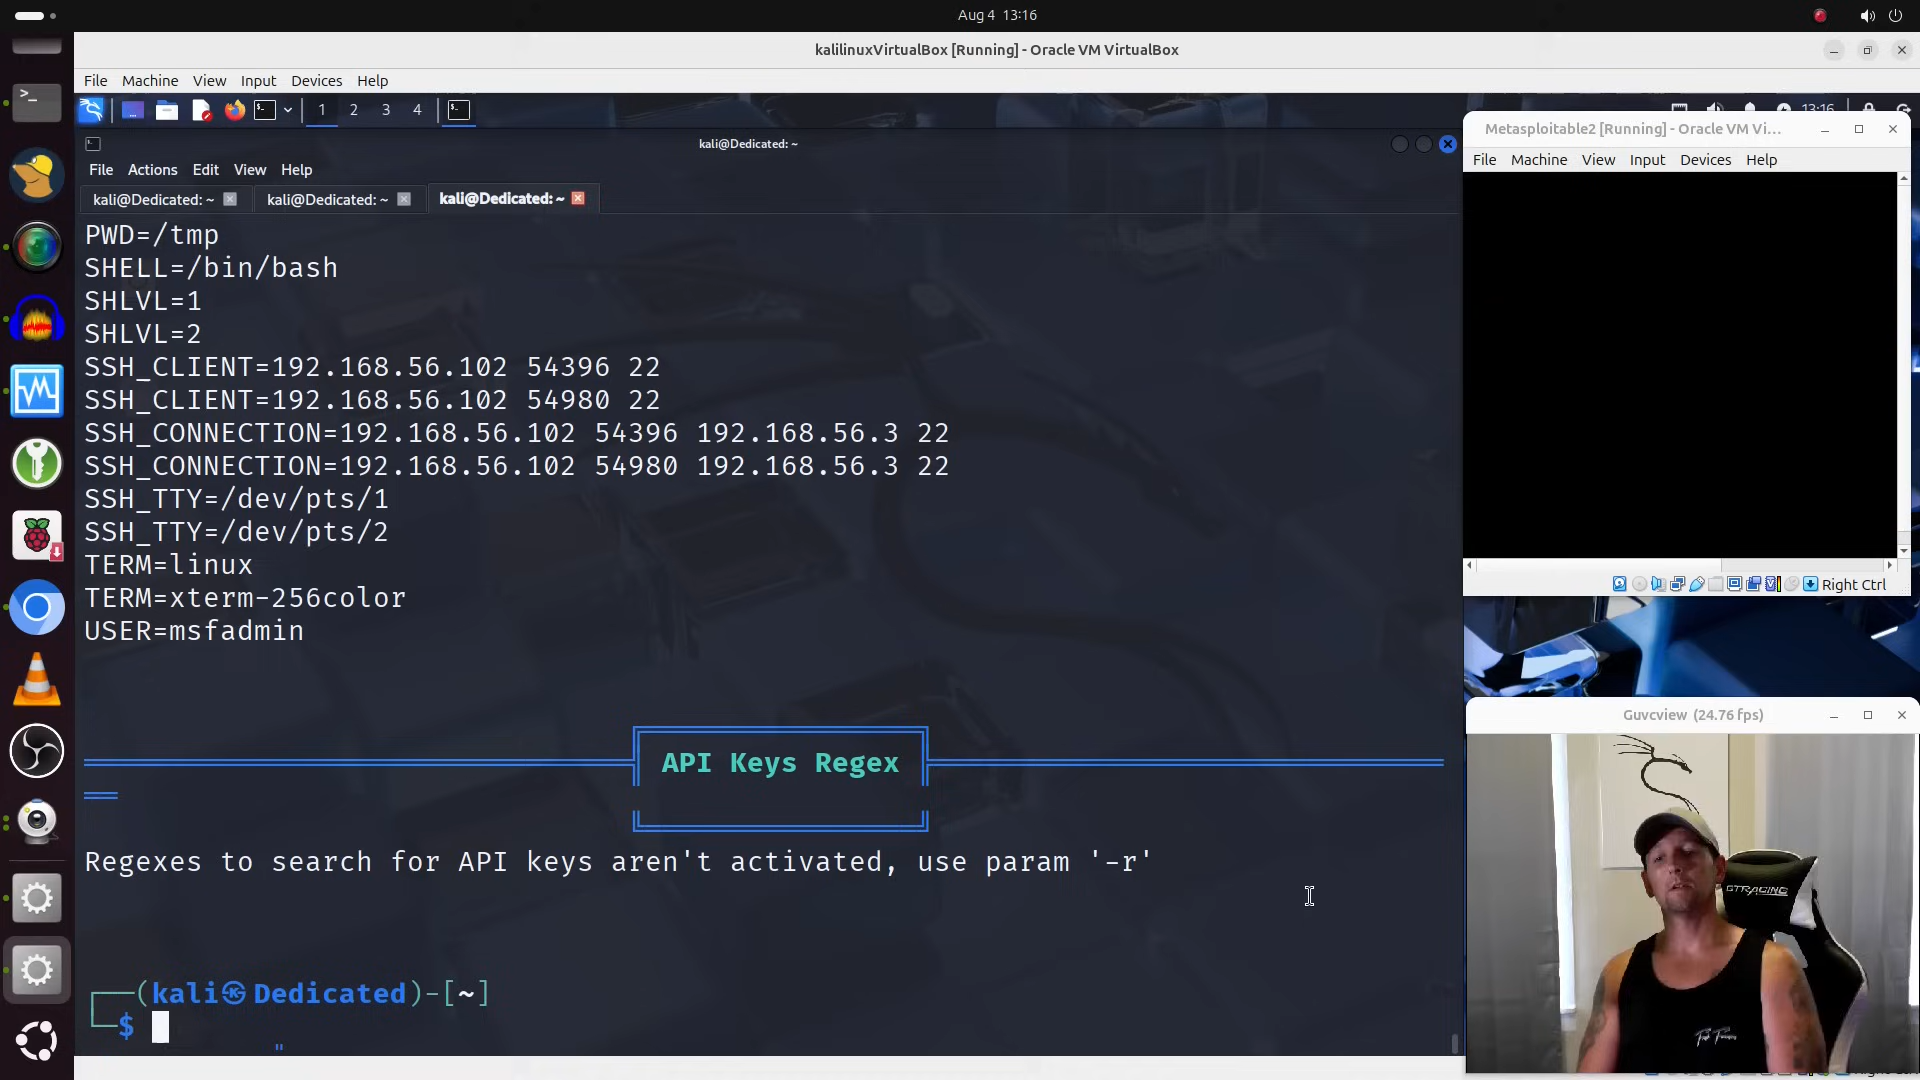 Aug 4 13:16
kalilinuxVirtualBox [Running] - Oracle VM VirtualBox
File Machine View Input Devices Help
1 2 3 4
13:16
kali@Dedicated: ~
File Actions Edit View Help
kali@Dedicated: ~ kali@Dedicated: ~ kali@Dedicated: ~
PWD=/tmp
SHELL=/bin/bash
SHLVL=1
SHLVL=2
SSH_CLIENT=192.168.56.102 54396 22
SSH_CLIENT=192.168.56.102 54980 22
SSH_CONNECTION=192.168.56.102 54396 192.168.56.3 22
SSH_CONNECTION=192.168.56.102 54980 192.168.56.3 22
SSH_TTY=/dev/pts/1
SSH_TTY=/dev/pts/2
TERM=linux
TERM=xterm-256color
USER=msfadmin
API Keys Regex
Regexes to search for API keys aren't activated, use param '-r'
(kali㉿Dedicated)-[~]
$
Metasploitable2 [Running] - Oracle VM Vi...
File Machine View Input Devices Help
Right Ctrl
Guvcview (24.76 fps)
GTRACING